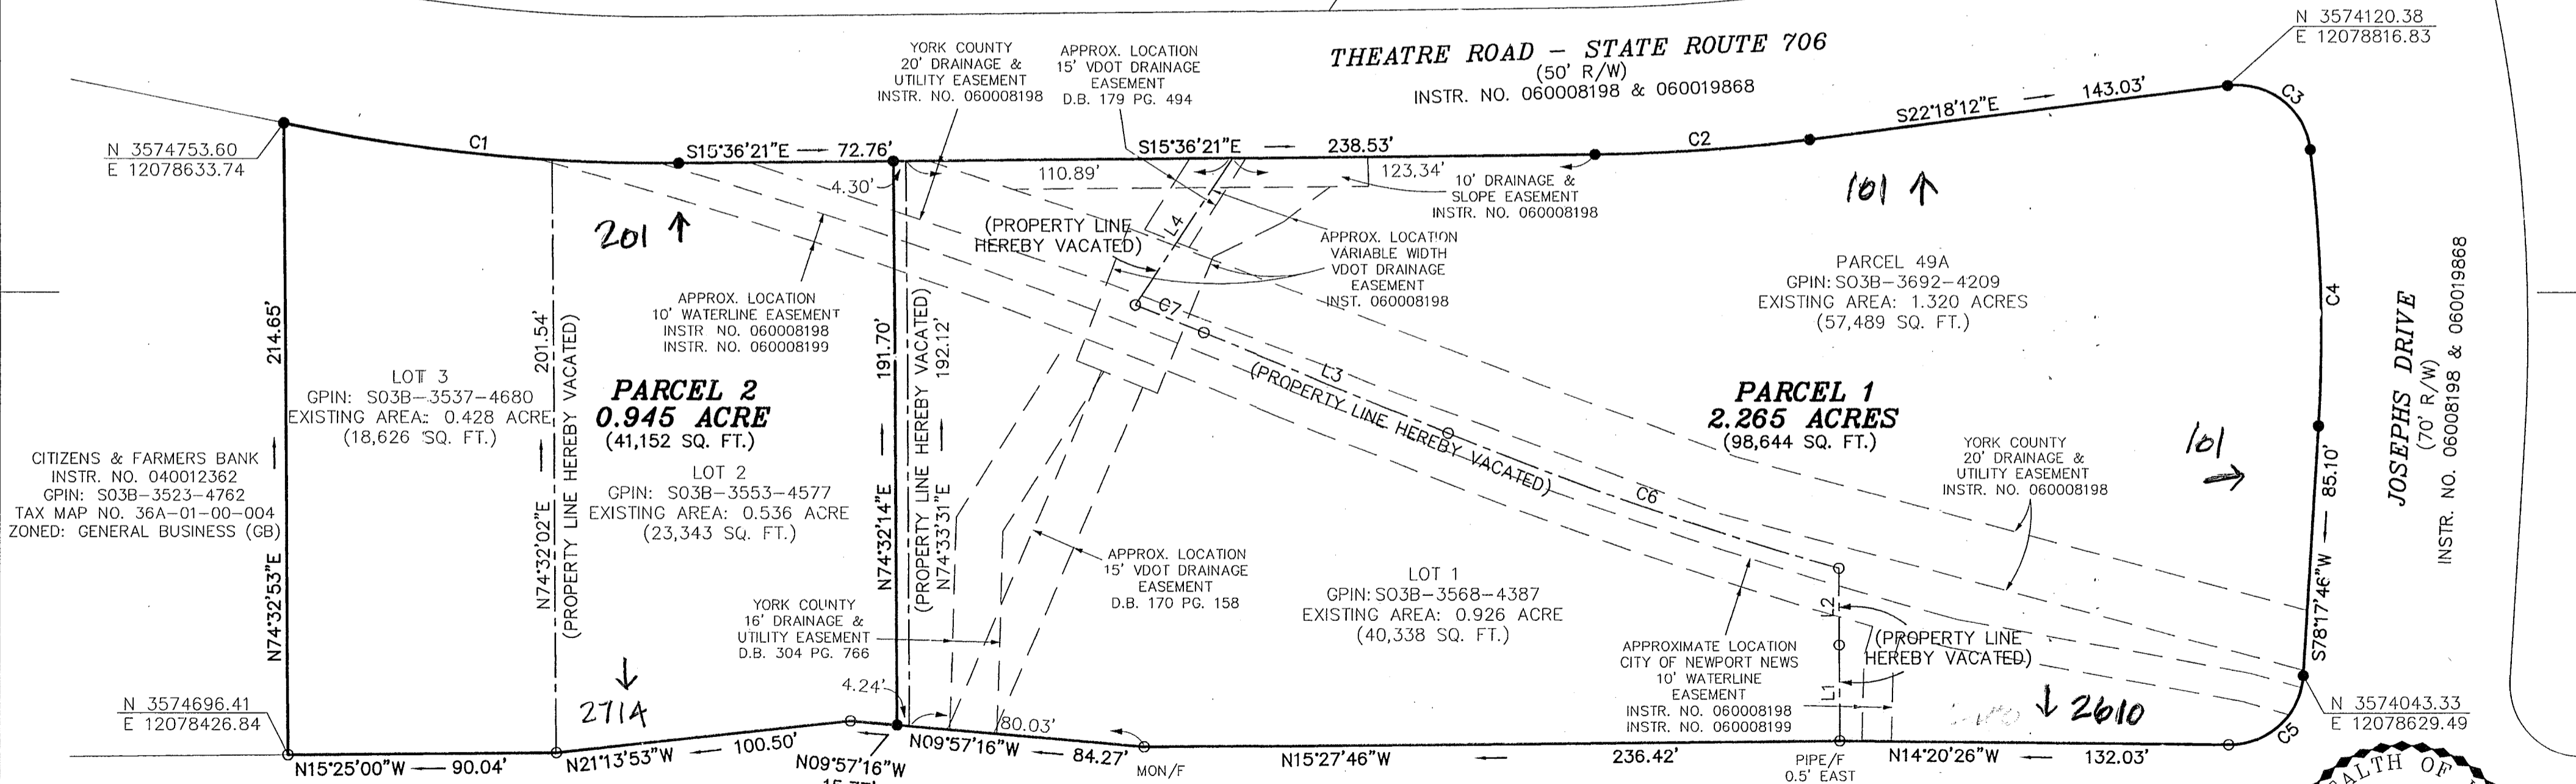 N 3574120.38
E 12078816.83
THEATRE ROAD – STATE ROUTE 706
(50' R/W)
INSTR. NO. 060008198 & 060019868
YORK COUNTY
20' DRAINAGE &
UTILITY EASEMENT
INSTR. NO. 060008198
APPROX. LOCATION
15' VDOT DRAINAGE
EASEMENT
D.B. 179 PG. 494
N 3574753.60
E 12078633.74
C1
S15°36'21"E
72.76'
S15°36'21"E
238.53'
C2
S22°18'12"E
143.03'
C3
4.30'
110.89'
123.34'
10' DRAINAGE &
SLOPE EASEMENT
INSTR. NO. 060008198
201 ↑
101 ↑
(PROPERTY LINE
HEREBY VACATED)
L4
APPROX. LOCATION
VARIABLE WIDTH
VDOT DRAINAGE
EASEMENT
INST. 060008198
PARCEL 49A
GPIN: S03B-3692-4209
EXISTING AREA: 1.320 ACRES
(57,489 SQ. FT.)
C4
JOSEPHS DRIVE
(70' R/W)
INSTR. NO. 060008198 & 060019868
APPROX. LOCATION
10' WATERLINE EASEMENT
INSTR NO. 060008198
INSTR. NO. 060008199
C7
L3
(PROPERTY LINE HEREBY VACATED)
C6
214.65'
N74°32'53"E
201.54'
N74°32'02"E
(PROPERTY LINE HEREBY VACATED)
191.70'
N74°32'14"E
(PROPERTY LINE HEREBY VACATED)
192.12'
N74°33'31"E
LOT 3
GPIN: S03B-3537-4680
EXISTING AREA: 0.428 ACRE
(18,626 SQ. FT.)
PARCEL 2
0.945 ACRE
(41,152 SQ. FT.)
LOT 2
GPIN: S03B-3553-4577
EXISTING AREA: 0.536 ACRE
(23,343 SQ. FT.)
PARCEL 1
2.265 ACRES
(98,644 SQ. FT.)
YORK COUNTY
20' DRAINAGE &
UTILITY EASEMENT
INSTR. NO. 060008198
101 →
85.10'
S78°17'46"W
CITIZENS & FARMERS BANK
INSTR. NO. 040012362
GPIN: S03B-3523-4762
TAX MAP NO. 36A-01-00-004
ZONED: GENERAL BUSINESS (GB)
APPROX. LOCATION
15' VDOT DRAINAGE
EASEMENT
D.B. 170 PG. 158
LOT 1
GPIN: S03B-3568-4387
EXISTING AREA: 0.926 ACRE
(40,338 SQ. FT.)
YORK COUNTY
16' DRAINAGE &
UTILITY EASEMENT
D.B. 304 PG. 766
L2
L1
(PROPERTY LINE
HEREBY VACATED)
APPROXIMATE LOCATION
CITY OF NEWPORT NEWS
10' WATERLINE
EASEMENT
INSTR. NO. 060008198
INSTR. NO. 060008199
N 3574696.41
E 12078426.84
↓
2714
4.24'
80.03'
↓ 2610
N 3574043.33
E 12078629.49
C5
N15°25'00"W
90.04'
N21°13'53"W
100.50'
N09°57'16"W
N09°57'16"W
84.27'
MON/F
N15°27'46"W
236.42'
PIPE/F
0.5' EAST
N14°20'26"W
132.03'
ALTH OF